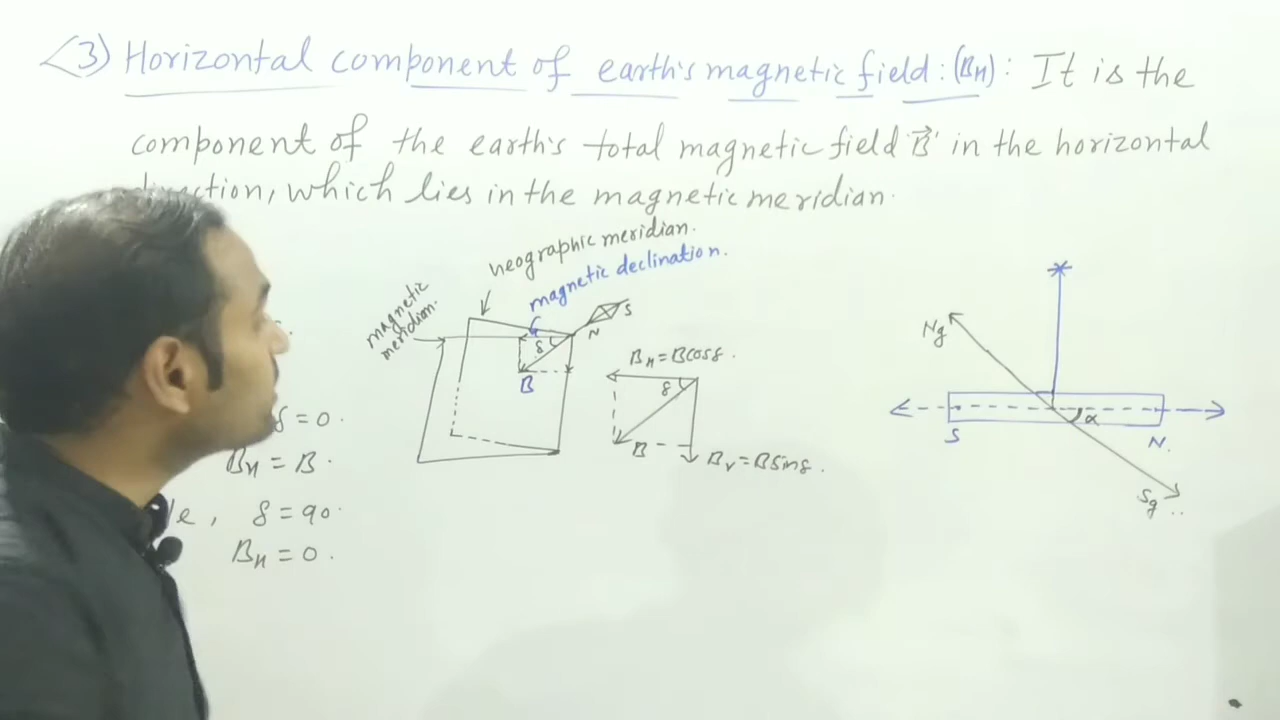 (3) Horizontal component of earth's magnetic field: (BH): It is the
component of the earth's total magnetic field B⃗ in the horizontal
direction, which lies in the magnetic meridian.
neographic meridian.
magnetic declination.
magnetic
meridian.
S
N
δ
B
BH = Bcosδ.
δ
B
BV = Bsinδ.
δ = 0.
BH = B.
δ = 90.
BH = 0.
Ng
α
S
N.
Sg